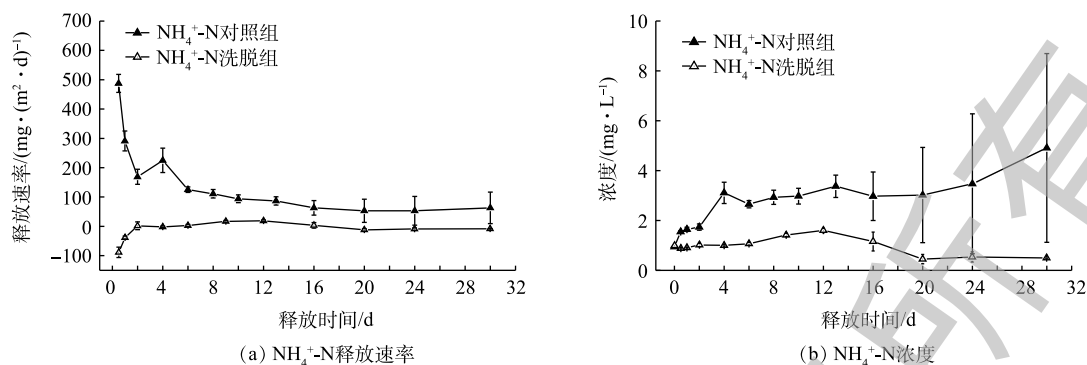 700
600
500
400
300
200
100
0
−100
释放速率/(mg·(m²·d)⁻¹)
NH₄⁺-N对照组
NH₄⁺-N洗脱组
0 4 8 12 16 20 24 28 32
释放时间/d
(a) NH₄⁺-N释放速率
10
8
6
4
2
0
浓度/(mg·L⁻¹)
NH₄⁺-N对照组
NH₄⁺-N洗脱组
0 4 8 12 16 20 24 28 32
释放时间/d
(b) NH₄⁺-N浓度
所有